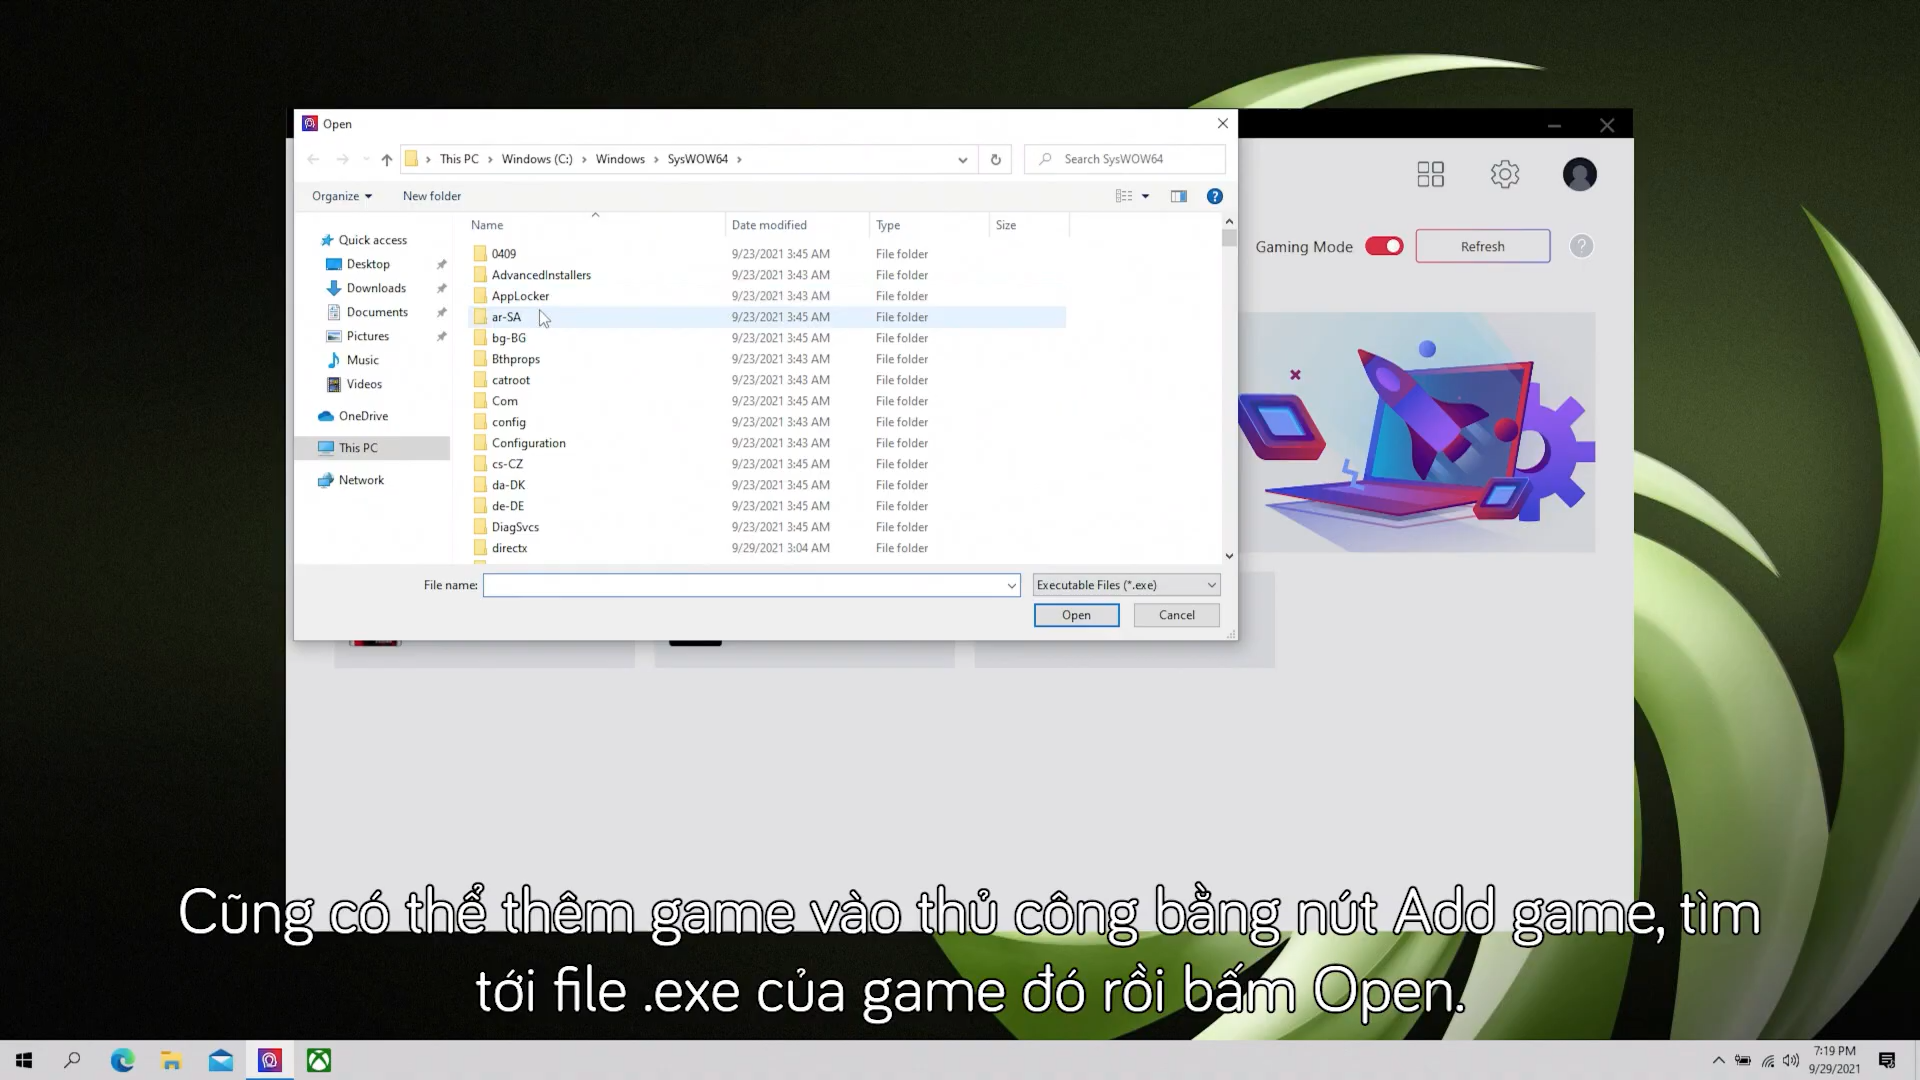 Open
This PC > Windows (C:) > Windows > SysWOW64 >
Search SysWOW64
Organize
New folder
Name Date modified Type Size
Quick access
Desktop
Downloads
Documents
Pictures
Music
Videos
OneDrive
This PC
Network
0409 9/23/2021 3:45 AM File folder
AdvancedInstallers 9/23/2021 3:43 AM File folder
AppLocker 9/23/2021 3:43 AM File folder
ar-SA 9/23/2021 3:45 AM File folder
bg-BG 9/23/2021 3:45 AM File folder
Bthprops 9/23/2021 3:43 AM File folder
catroot 9/23/2021 3:43 AM File folder
Com 9/23/2021 3:45 AM File folder
config 9/23/2021 3:43 AM File folder
Configuration 9/23/2021 3:43 AM File folder
cs-CZ 9/23/2021 3:45 AM File folder
da-DK 9/23/2021 3:45 AM File folder
de-DE 9/23/2021 3:45 AM File folder
DiagSvcs 9/23/2021 3:45 AM File folder
directx 9/29/2021 3:04 AM File folder
File name:
Executable Files (*.exe)
Open
Cancel
Gaming Mode
Refresh
?
Cũng có thể thêm game vào thủ công bằng nút Add game, tìm
tới file .exe của game đó rồi bấm Open.
7:19 PM
9/29/2021